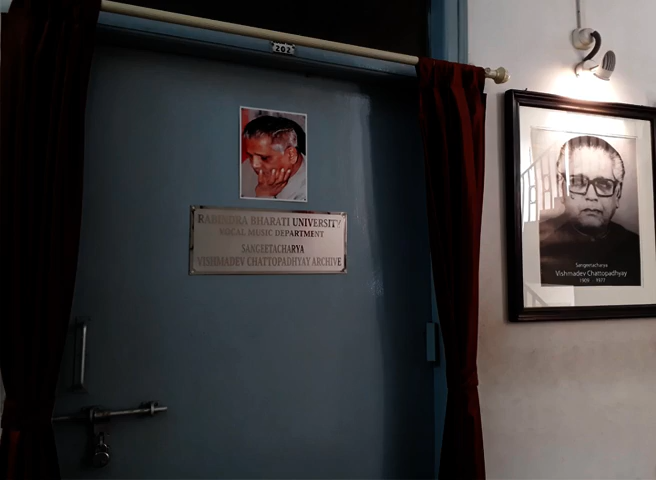 202
RABINDRA BHARATI UNIVERSITY
VOCAL MUSIC DEPARTMENT
SANGEETACHARYA
VISHMADEV CHATTOPADHYAY ARCHIVE
Sangeetacharya
Vishmadev Chattopadhyay
1909 - 1977